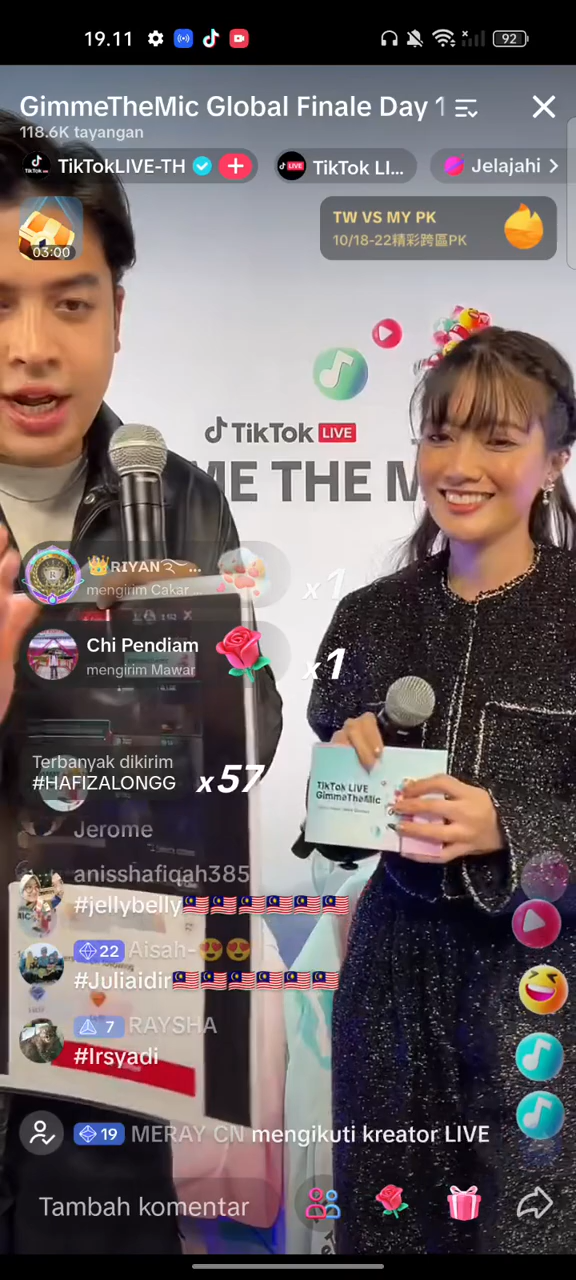 19.11
92
GimmeTheMic Global Finale Day 1
118.6K tayangan
TikTokLIVE-TH
TikTok LI...
Jelajahi
03:00
TW VS MY PK
10/18-22精彩跨區PK
TikTok LIVE
ME THE M
RIYAN
mengirim Cakar ...
x1
Chi Pendiam
mengirim Mawar
x1
Terbanyak dikirim
#HAFIZALONGG
x57
TikTok LIVE
GimmeTheMic
Jerome
anisshafiqah385
#jellybelly🇲🇾🇲🇾🇲🇾🇲🇾🇲🇾🇲🇾
22 Aisah-😍😍
#Juliaidir🇲🇾🇲🇾🇲🇾🇲🇾🇲🇾🇲🇾
7 RAYSHA
#Irsyadi
19 MERAY CN mengikuti kreator LIVE
Tambah komentar